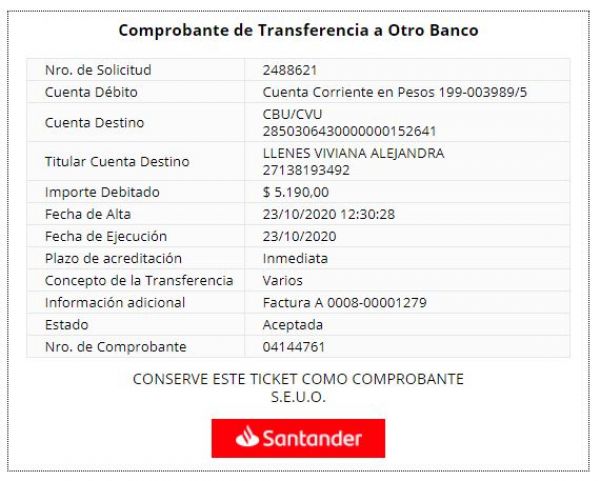 Comprobante de Transferencia a Otro Banco
Nro. de Solicitud 2488621
Cuenta Débito Cuenta Corriente en Pesos 199-003989/5
Cuenta Destino CBU/CVU
2850306430000000152641
Titular Cuenta Destino LLENES VIVIANA ALEJANDRA
27138193492
Importe Debitado $ 5.190,00
Fecha de Alta 23/10/2020 12:30:28
Fecha de Ejecución 23/10/2020
Plazo de acreditación Inmediata
Concepto de la Transferencia Varios
Información adicional Factura A 0008-00001279
Estado Aceptada
Nro. de Comprobante 04144761
CONSERVE ESTE TICKET COMO COMPROBANTE
S.E.U.O.
Santander